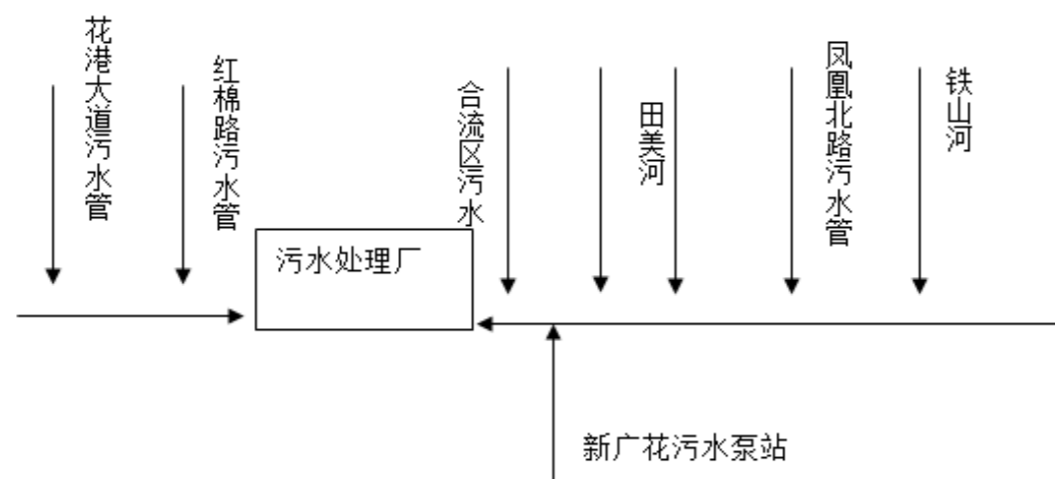 花港大道污水管
红棉路污水管
合流区污水
田美河
凤凰北路污水管
铁山河
污水处理厂
新广花污水泵站